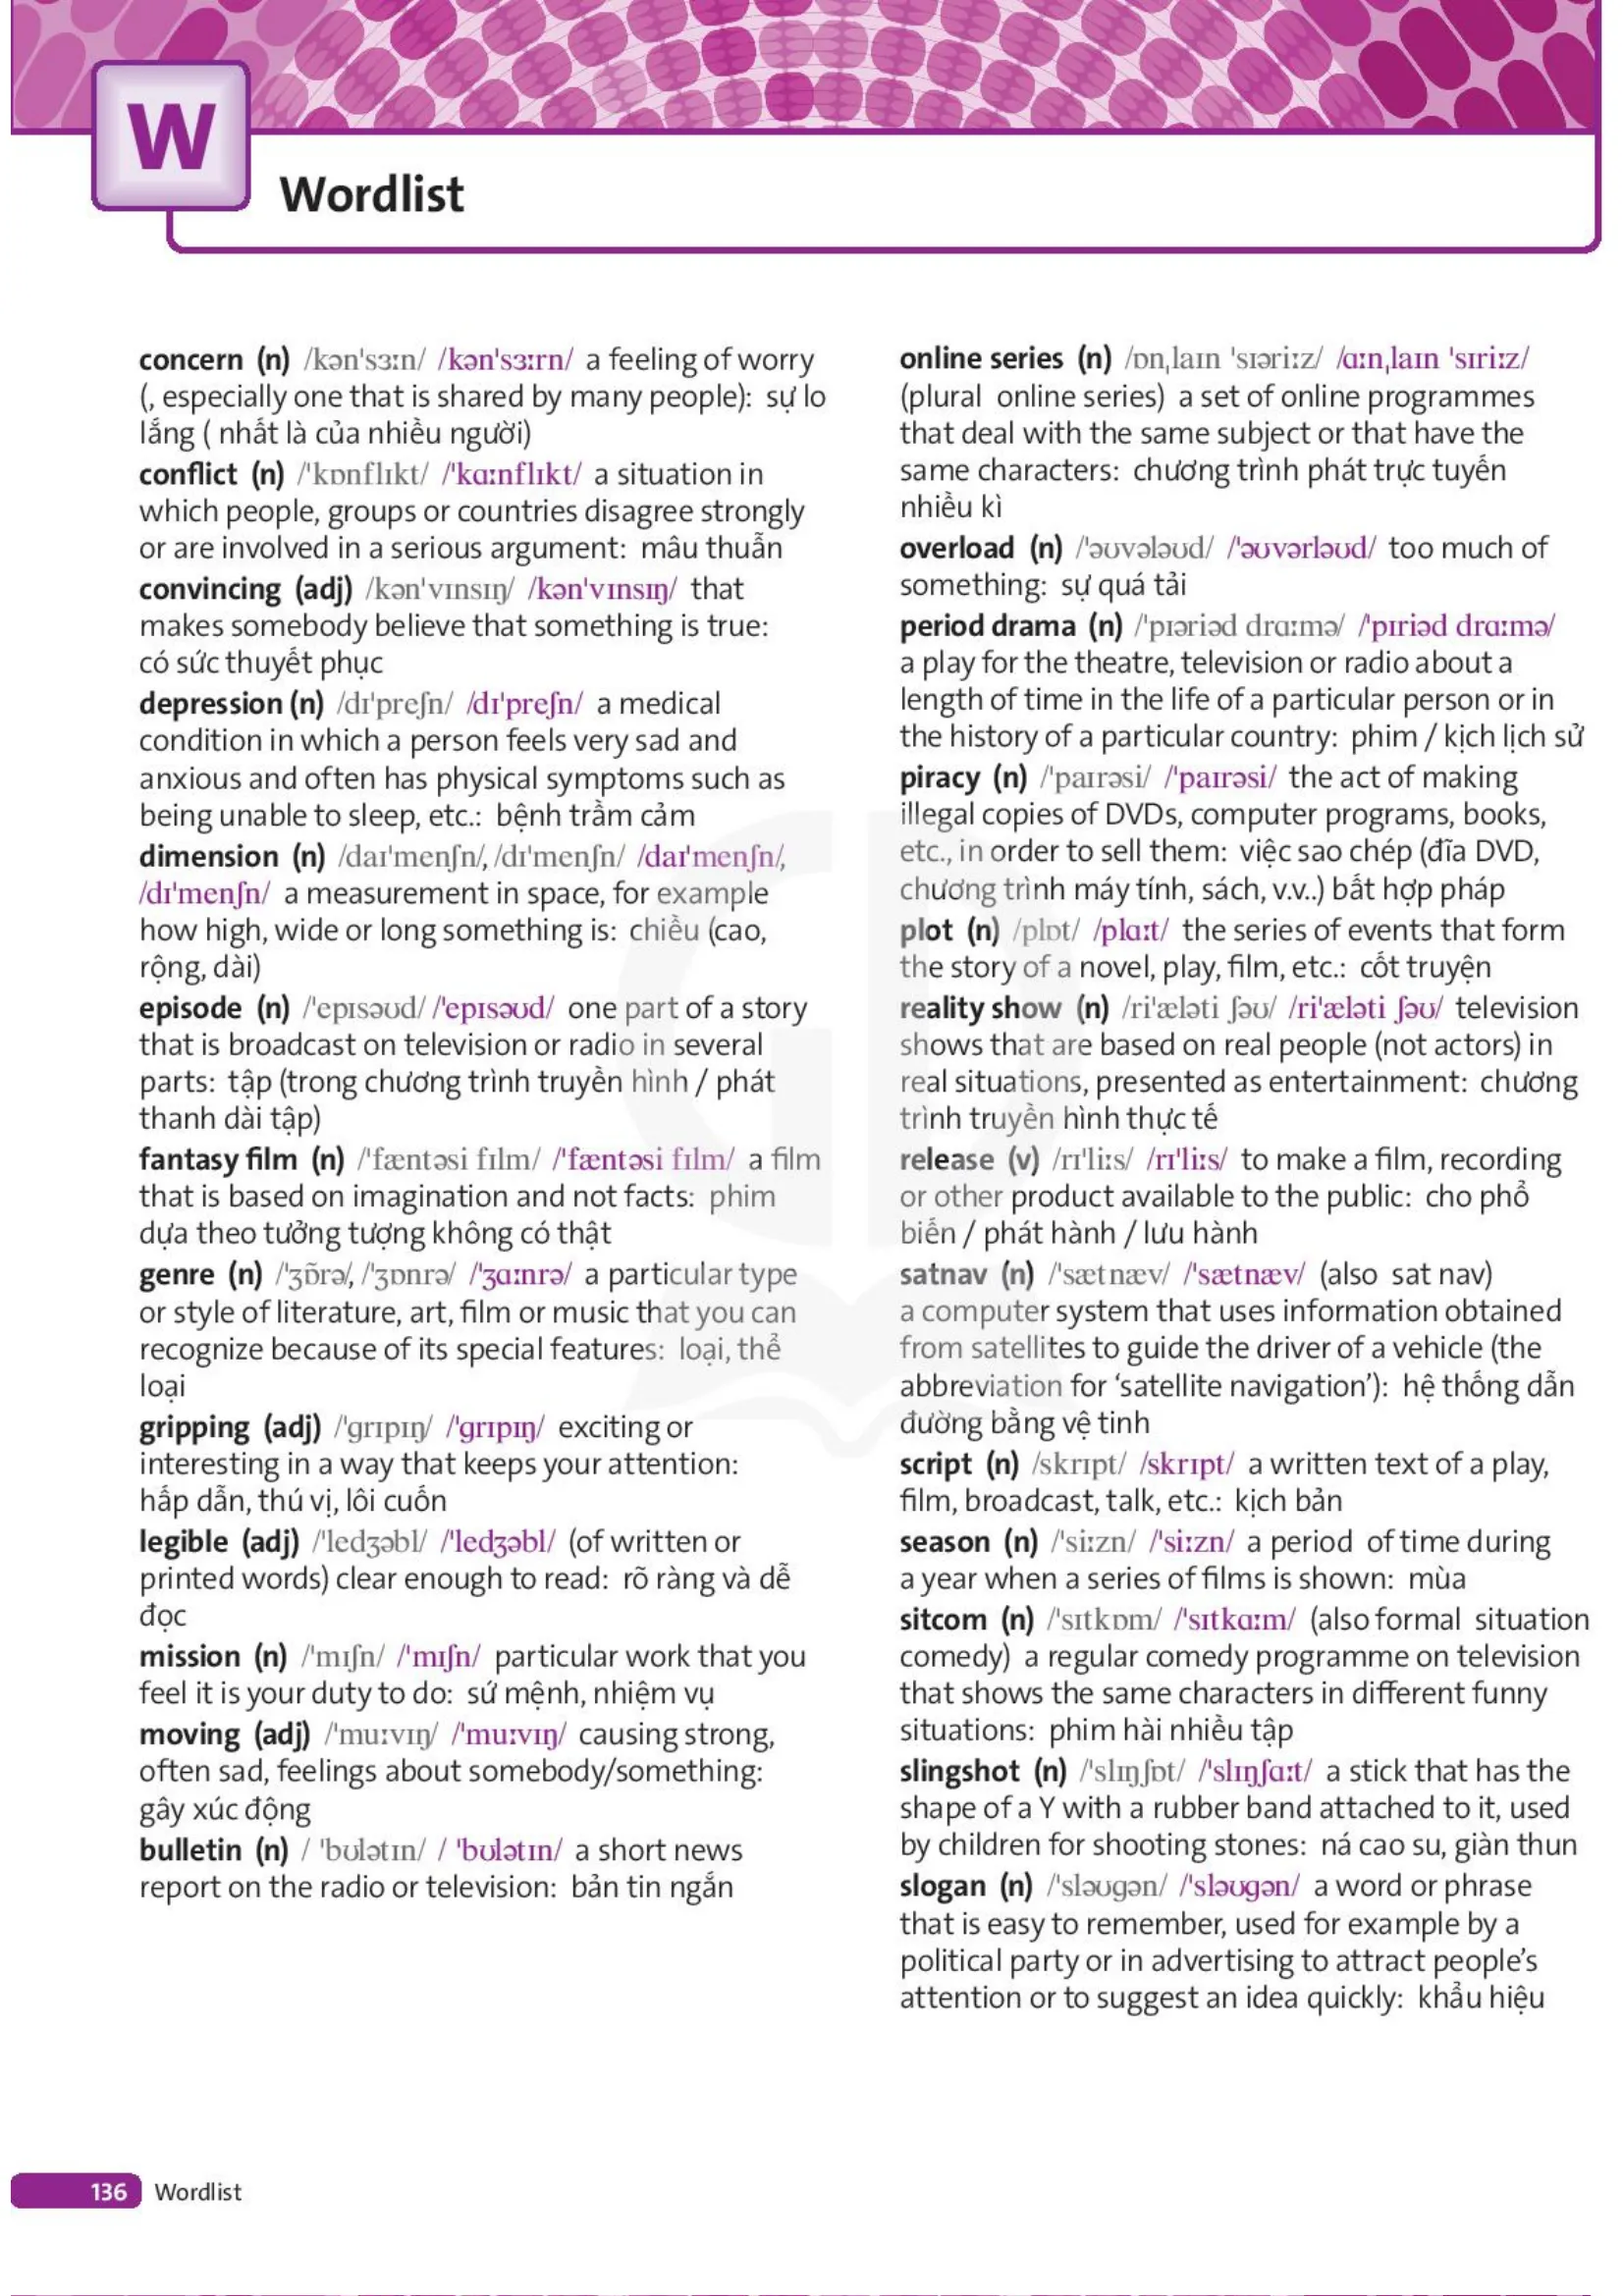 W
Wordlist
concern (n) /kən'sɜːn/ /kən'sɜːrn/ a feeling of worry
(, especially one that is shared by many people): sự lo
lắng ( nhất là của nhiều người)
conflict (n) /'kɒnflɪkt/ /'kɑːnflɪkt/ a situation in
which people, groups or countries disagree strongly
or are involved in a serious argument: mâu thuẫn
convincing (adj) /kən'vɪnsɪŋ/ /kən'vɪnsɪŋ/ that
makes somebody believe that something is true:
có sức thuyết phục
depression (n) /dɪ'preʃn/ /dɪ'preʃn/ a medical
condition in which a person feels very sad and
anxious and often has physical symptoms such as
being unable to sleep, etc.: bệnh trầm cảm
dimension (n) /daɪ'menʃn/, /dɪ'menʃn/ /daɪ'menʃn/,
/dɪ'menʃn/ a measurement in space, for example
how high, wide or long something is: chiều (cao,
rộng, dài)
episode (n) /'epɪsəʊd/ /'epɪsəʊd/ one part of a story
that is broadcast on television or radio in several
parts: tập (trong chương trình truyền hình / phát
thanh dài tập)
fantasy film (n) /'fæntəsi fɪlm/ /'fæntəsi fɪlm/ a film
that is based on imagination and not facts: phim
dựa theo tưởng tượng không có thật
genre (n) /'ʒɒ̃rə/, /'ʒɒnrə/ /'ʒɑːnrə/ a particular type
or style of literature, art, film or music that you can
recognize because of its special features: loại, thể
loại
gripping (adj) /'ɡrɪpɪŋ/ /'ɡrɪpɪŋ/ exciting or
interesting in a way that keeps your attention:
hấp dẫn, thú vị, lôi cuốn
legible (adj) /'ledʒəbl/ /'ledʒəbl/ (of written or
printed words) clear enough to read: rõ ràng và dễ
đọc
mission (n) /'mɪʃn/ /'mɪʃn/ particular work that you
feel it is your duty to do: sứ mệnh, nhiệm vụ
moving (adj) /'muːvɪŋ/ /'muːvɪŋ/ causing strong,
often sad, feelings about somebody/something:
gây xúc động
bulletin (n) / 'bʊlətɪn/ / 'bʊlətɪn/ a short news
report on the radio or television: bản tin ngắn
online series (n) /ɒnˌlaɪn 'sɪəriːz/ /ɑːnˌlaɪn 'sɪriːz/
(plural online series) a set of online programmes
that deal with the same subject or that have the
same characters: chương trình phát trực tuyến
nhiều kì
overload (n) /'əʊvələʊd/ /'əʊvərləʊd/ too much of
something: sự quá tải
period drama (n) /'pɪəriəd drɑːmə/ /'pɪriəd drɑːmə/
a play for the theatre, television or radio about a
length of time in the life of a particular person or in
the history of a particular country: phim / kịch lịch sử
piracy (n) /'paɪrəsi/ /'paɪrəsi/ the act of making
illegal copies of DVDs, computer programs, books,
etc., in order to sell them: việc sao chép (đĩa DVD,
chương trình máy tính, sách, v.v..) bất hợp pháp
plot (n) /plɒt/ /plɑːt/ the series of events that form
the story of a novel, play, film, etc.: cốt truyện
reality show (n) /ri'æləti ʃəʊ/ /ri'æləti ʃəʊ/ television
shows that are based on real people (not actors) in
real situations, presented as entertainment: chương
trình truyền hình thực tế
release (v) /rɪ'liːs/ /rɪ'liːs/ to make a film, recording
or other product available to the public: cho phổ
biến / phát hành / lưu hành
satnav (n) /'sætnæv/ /'sætnæv/ (also sat nav)
a computer system that uses information obtained
from satellites to guide the driver of a vehicle (the
abbreviation for ‘satellite navigation’): hệ thống dẫn
đường bằng vệ tinh
script (n) /skrɪpt/ /skrɪpt/ a written text of a play,
film, broadcast, talk, etc.: kịch bản
season (n) /'siːzn/ /'siːzn/ a period of time during
a year when a series of films is shown: mùa
sitcom (n) /'sɪtkɒm/ /'sɪtkɑːm/ (also formal situation
comedy) a regular comedy programme on television
that shows the same characters in different funny
situations: phim hài nhiều tập
slingshot (n) /'slɪŋʃɒt/ /'slɪŋʃɑːt/ a stick that has the
shape of a Y with a rubber band attached to it, used
by children for shooting stones: ná cao su, giàn thun
slogan (n) /'sləʊɡən/ /'sləʊɡən/ a word or phrase
that is easy to remember, used for example by a
political party or in advertising to attract people’s
attention or to suggest an idea quickly: khẩu hiệu
136 Wordlist